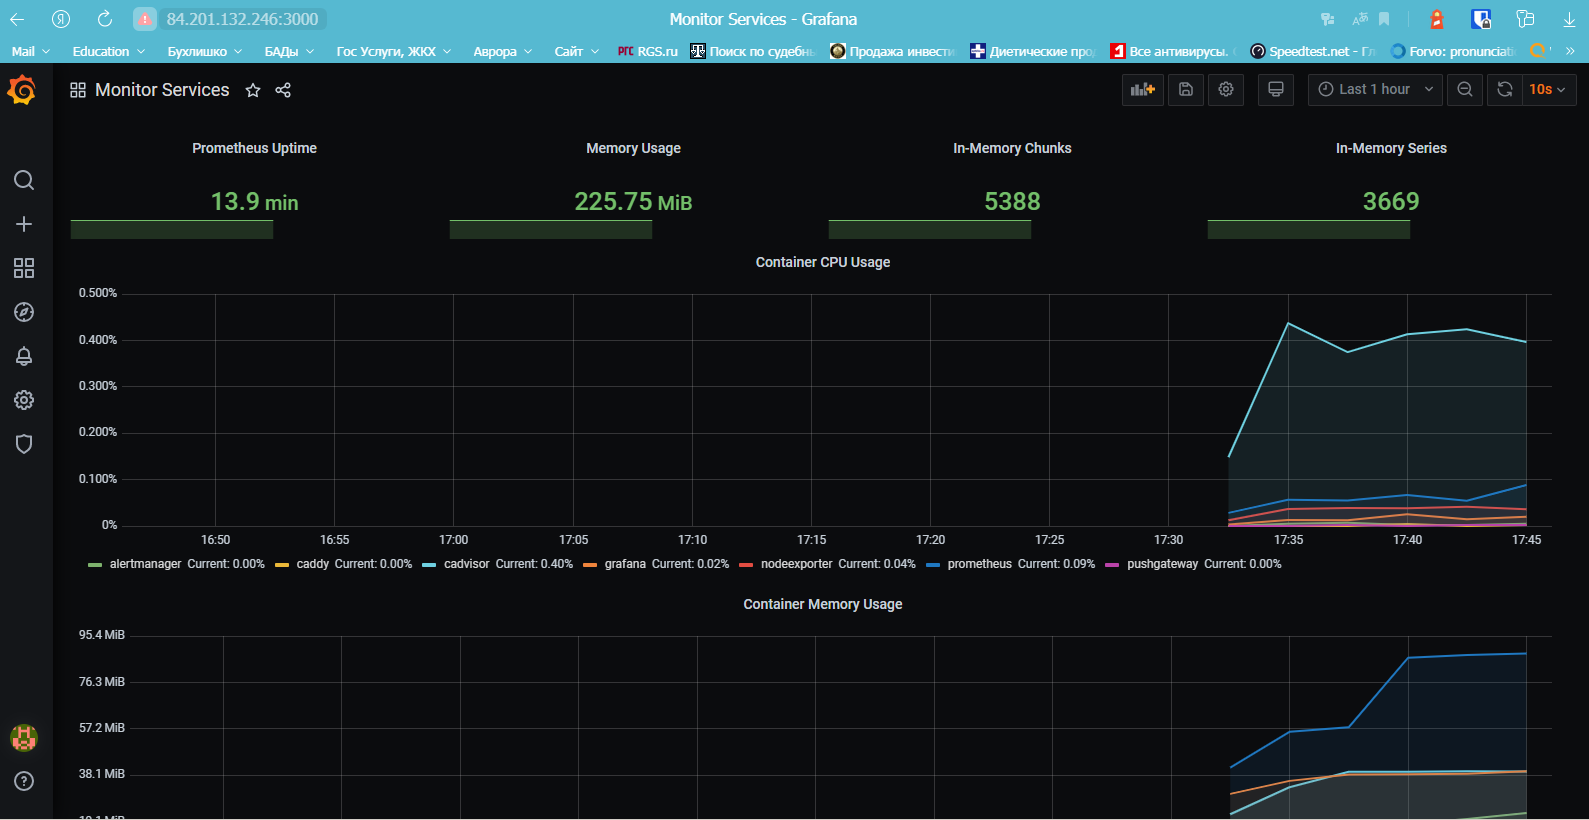 84.201.132.246:3000
Monitor Services - Grafana
Mail Education Бухлишко БАДы Гос Услуги, ЖКХ Аврора Сайт РГС RGS.ru Поиск по судебн Продажа инвести Диетические про Все антивирусы. Speedtest.net - Гл Forvo: pronunciati
Monitor Services
Last 1 hour
10s
Prometheus Uptime
Memory Usage
In-Memory Chunks
In-Memory Series
13.9 min
225.75 MiB
5388
3669
Container CPU Usage
0.500%
0.400%
0.300%
0.200%
0.100%
0%
16:50 16:55 17:00 17:05 17:10 17:15 17:20 17:25 17:30 17:35 17:40 17:45
alertmanager Current: 0.00% caddy Current: 0.00% cadvisor Current: 0.40% grafana Current: 0.02% nodeexporter Current: 0.04% prometheus Current: 0.09% pushgateway Current: 0.00%
Container Memory Usage
95.4 MiB
76.3 MiB
57.2 MiB
38.1 MiB